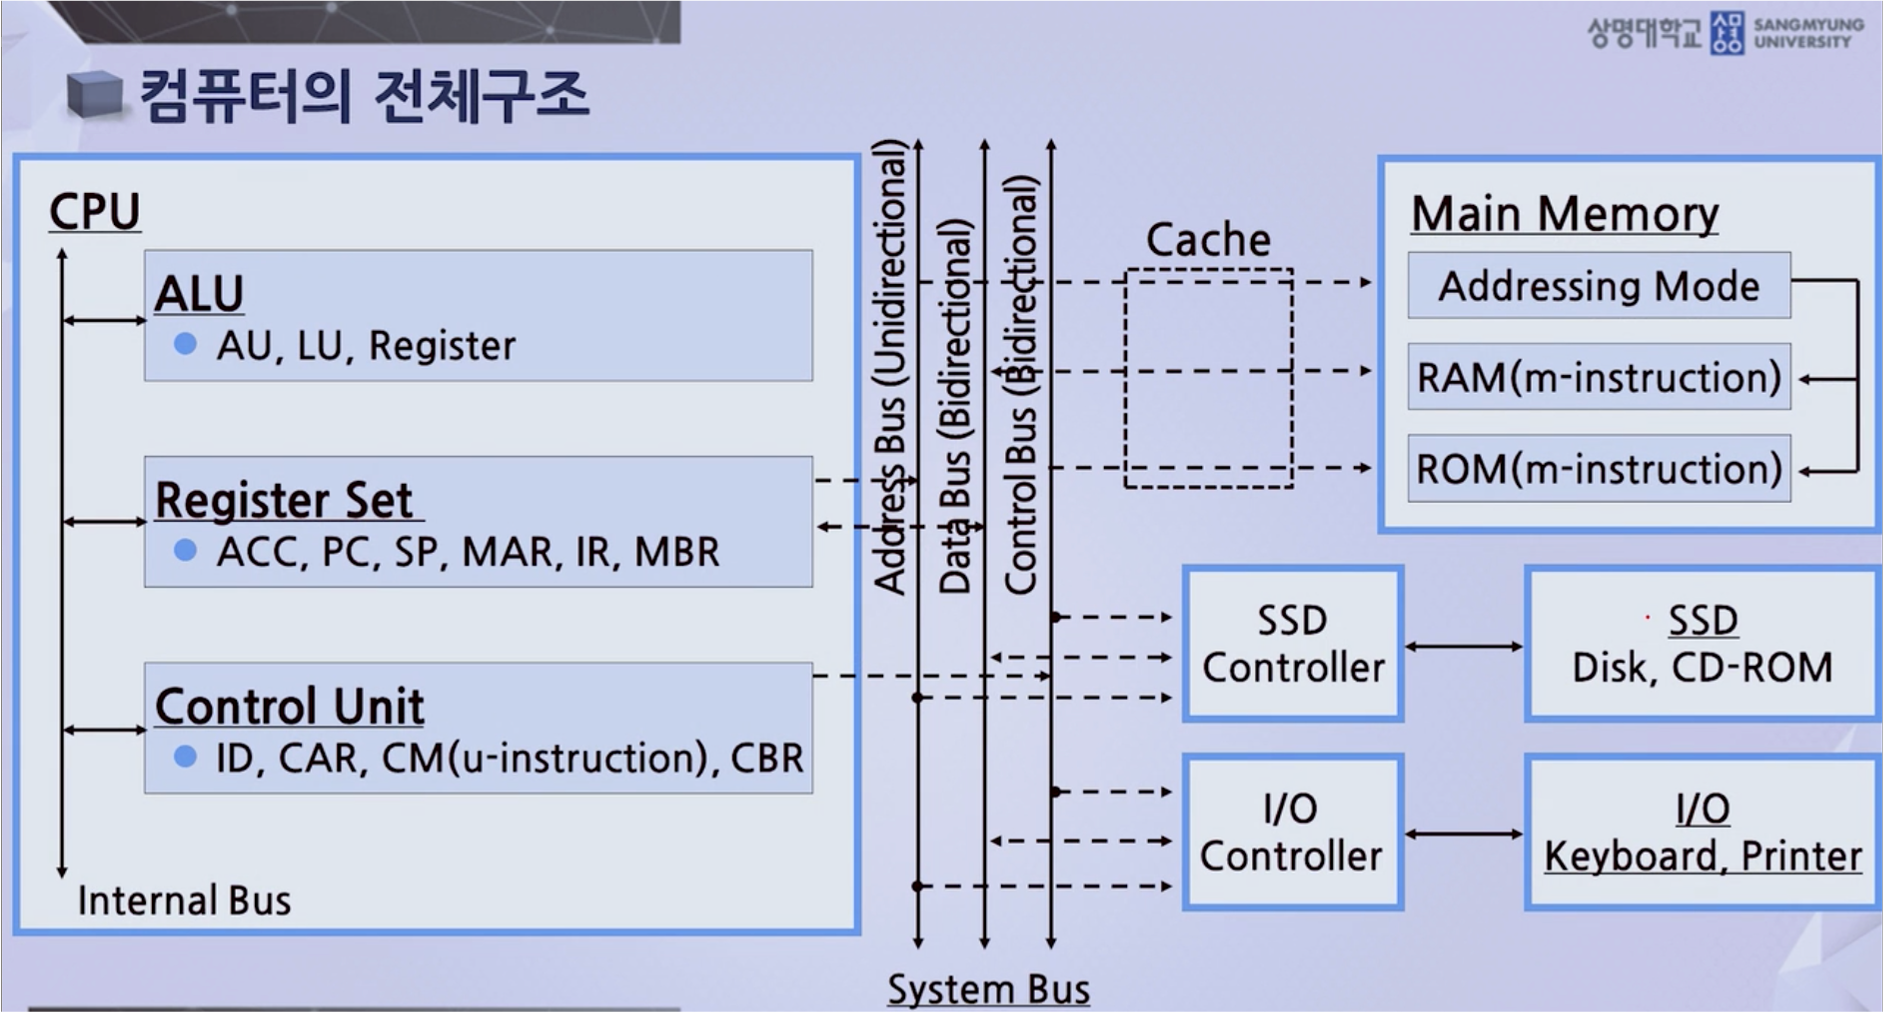 상명대학교
상명
SANGMYUNG
UNIVERSITY
컴퓨터의 전체구조
CPU
ALU
AU, LU, Register
Register Set
ACC, PC, SP, MAR, IR, MBR
Control Unit
ID, CAR, CM(u-instruction), CBR
Internal Bus
Address Bus (Unidirectional)
Data Bus (Bidirectional)
Control Bus (Bidirectional)
System Bus
Cache
Main Memory
Addressing Mode
RAM(m-instruction)
ROM(m-instruction)
SSD
Controller
SSD
Disk, CD-ROM
I/O
Controller
I/O
Keyboard, Printer